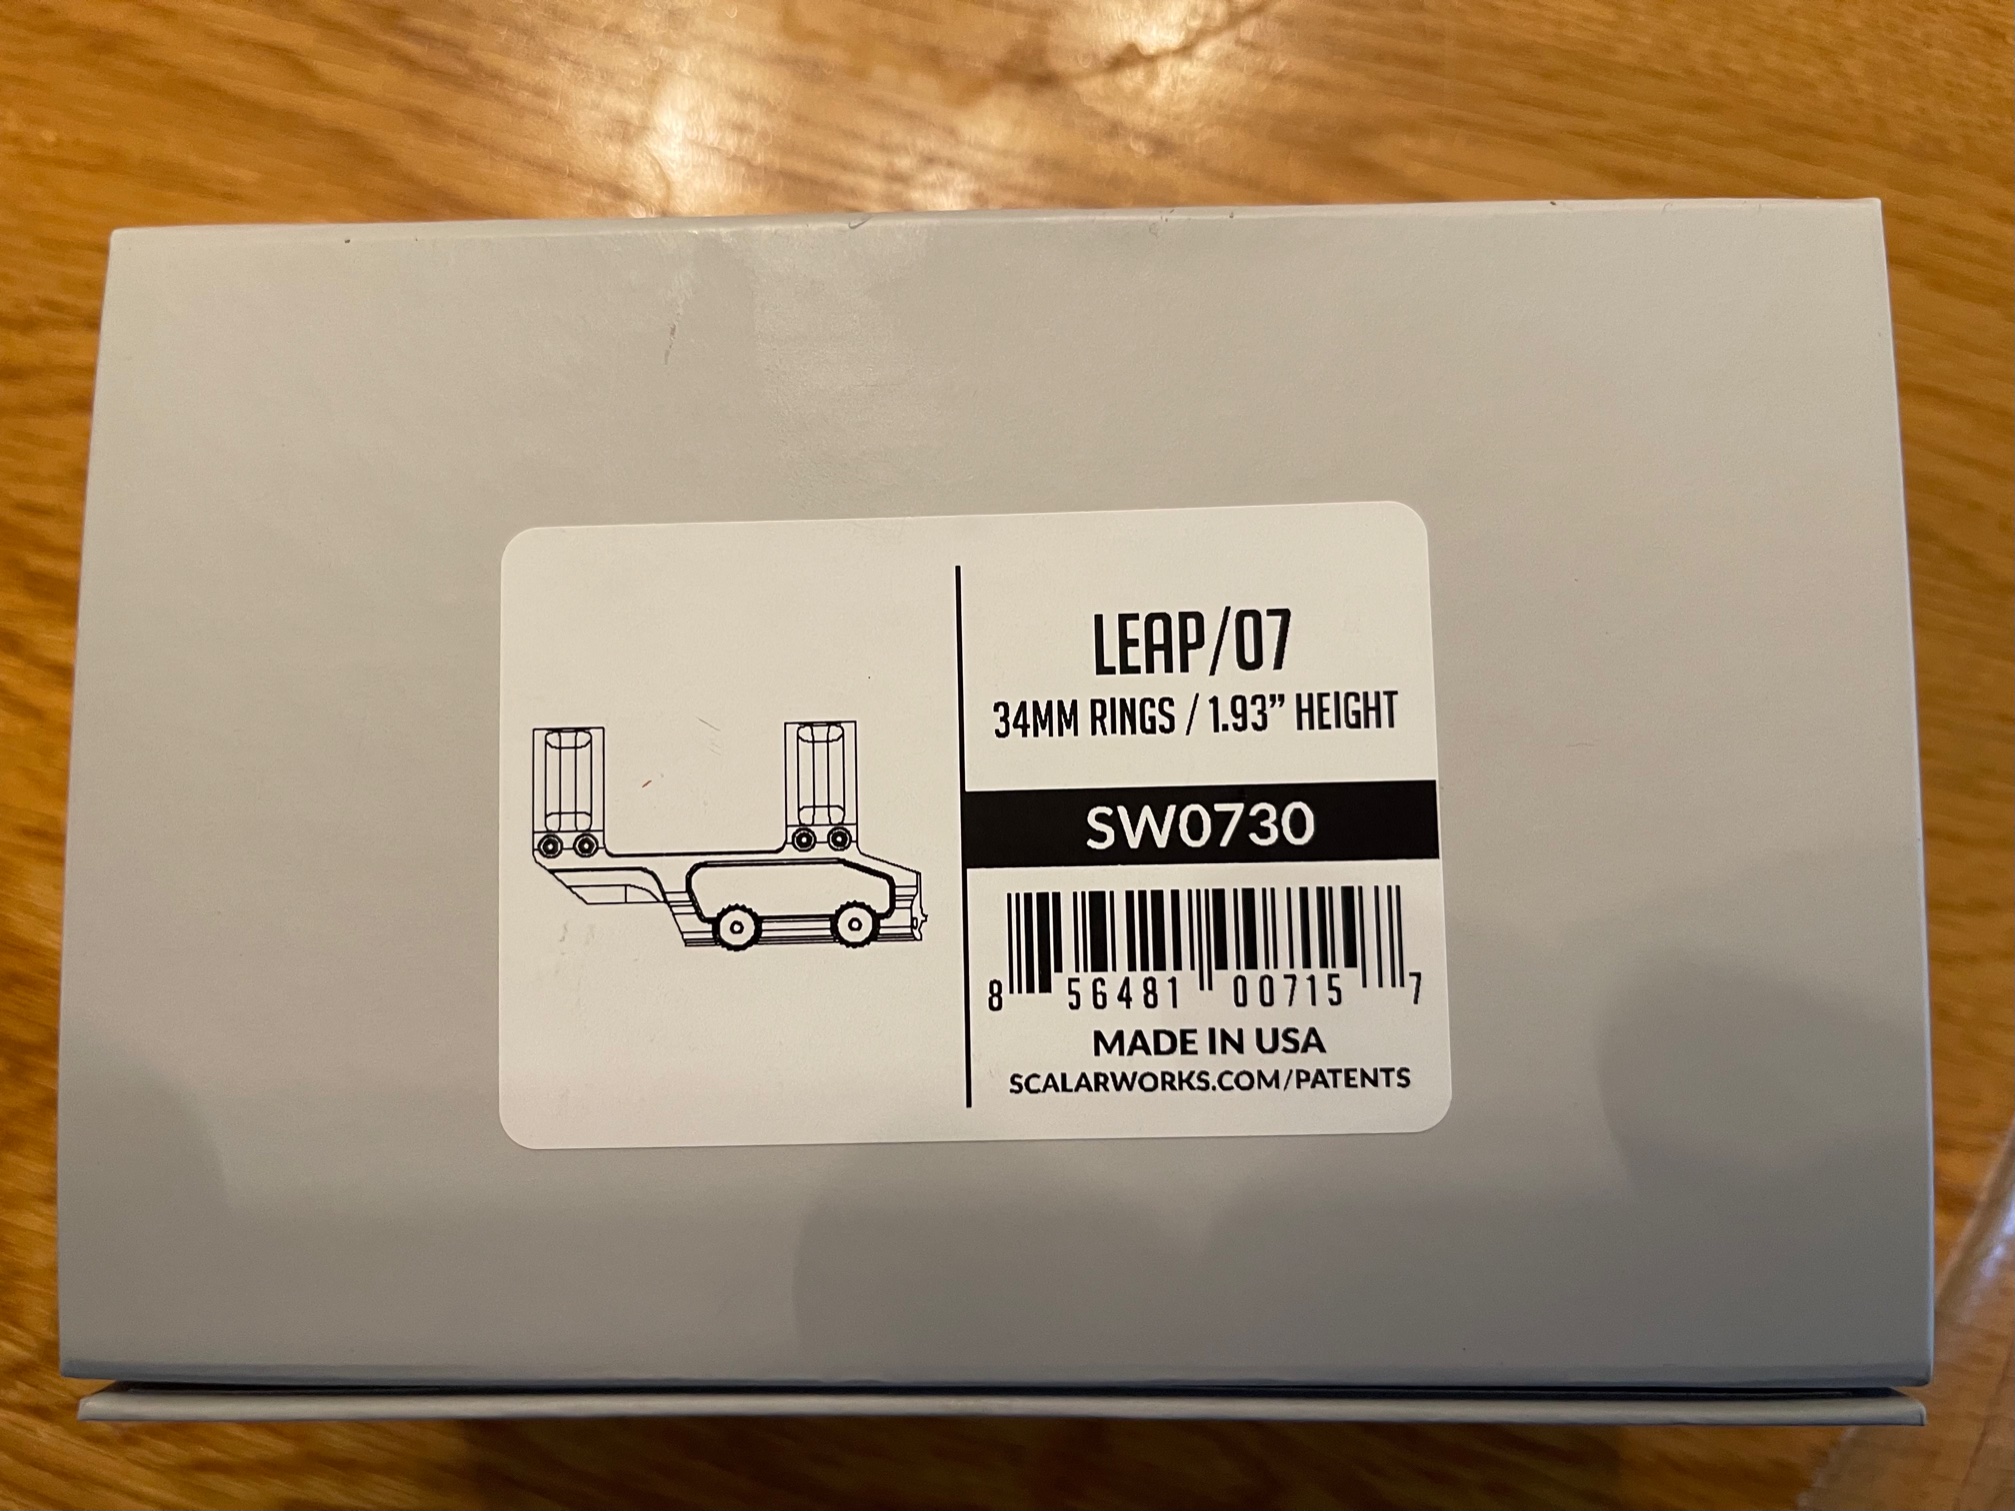 LEAP/07
34MM RINGS / 1.93” HEIGHT
SW0730
8 56481 00715 7
MADE IN USA
SCALARWORKS.COM/PATENTS